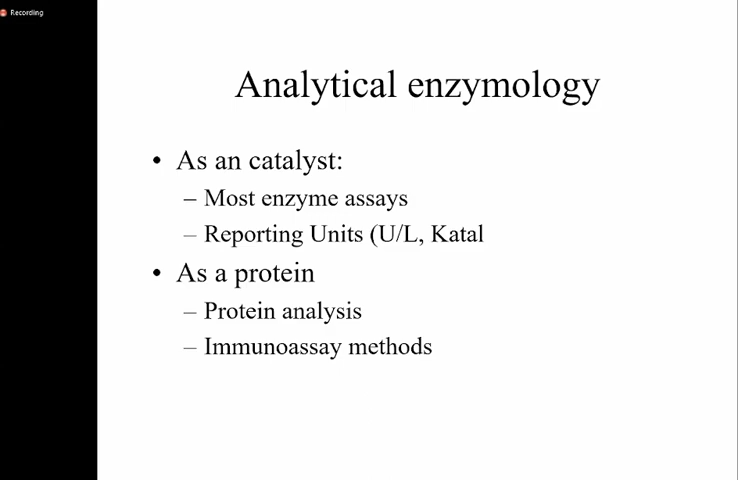 Recording
Analytical enzymology
• As an catalyst:
– Most enzyme assays
– Reporting Units (U/L, Katal
• As a protein
– Protein analysis
– Immunoassay methods